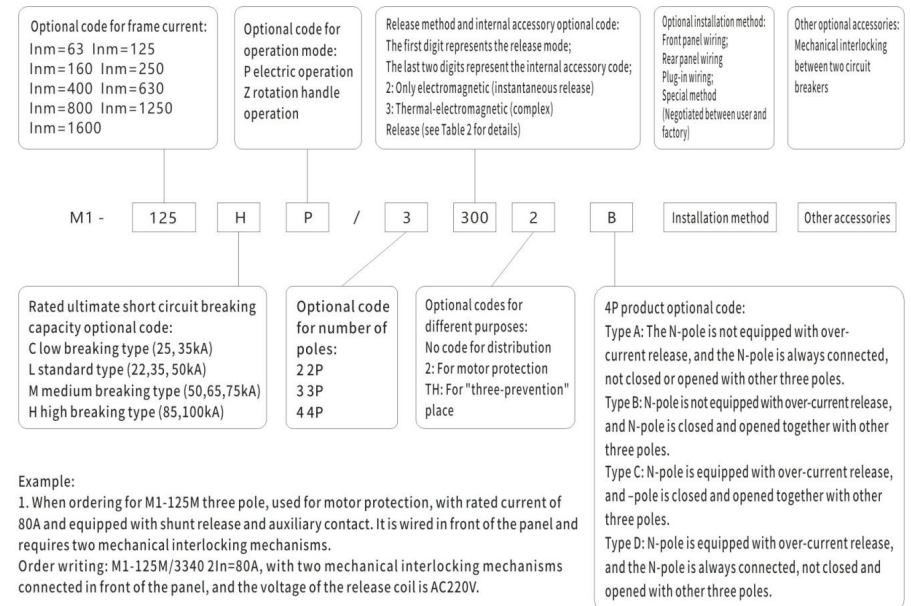 Optional code for frame current:
Inm=63 Inm=125
Inm=160 Inm=250
Inm=400 Inm=630
Inm=800 Inm=1250
Inm=1600
Optional code for
operation mode:
P electric operation
Z rotation handle
operation
Release method and internal accessory optional code:
The first digit represents the release mode;
The last two digits represent the internal accessory code;
2: Only electromagnetic (instantaneous release)
3: Thermal-electromagnetic (complex)
Release (see Table 2 for details)
Optional installation method:
Front panel wiring;
Rear panel wiring
Plug-in wiring;
Special method
(Negotiated between user and
factory)
Other optional accessories:
Mechanical interlocking
between two circuit
breakers
M1 - 125 H P / 3 300 2 B Installation method Other accessories
Rated ultimate short circuit breaking
capacity optional code:
C low breaking type (25, 35kA)
L standard type (22,35, 50kA)
M medium breaking type (50,65,75kA)
H high breaking type (85,100kA)
Optional code
for number of
poles:
2 2P
3 3P
4 4P
Optional codes for
different purposes:
No code for distribution
2: For motor protection
TH: For "three-prevention"
place
4P product optional code:
Type A: The N-pole is not equipped with over-
current release, and the N-pole is always connected,
not closed or opened with other three poles.
Type B: N-pole is not equipped with over-current release,
and N-pole is closed and opened together with other
three poles.
Type C: N-pole is equipped with over-current release,
and –pole is closed and opened together with other
three poles.
Type D: N-pole is equipped with over-current release,
and the N-pole is always connected, not closed and
opened with other three poles.
Example:
1. When ordering for M1-125M three pole, used for motor protection, with rated current of
80A and equipped with shunt release and auxiliary contact. It is wired in front of the panel and
requires two mechanical interlocking mechanisms.
Order writing: M1-125M/3340 2In=80A, with two mechanical interlocking mechanisms
connected in front of the panel, and the voltage of the release coil is AC220V.